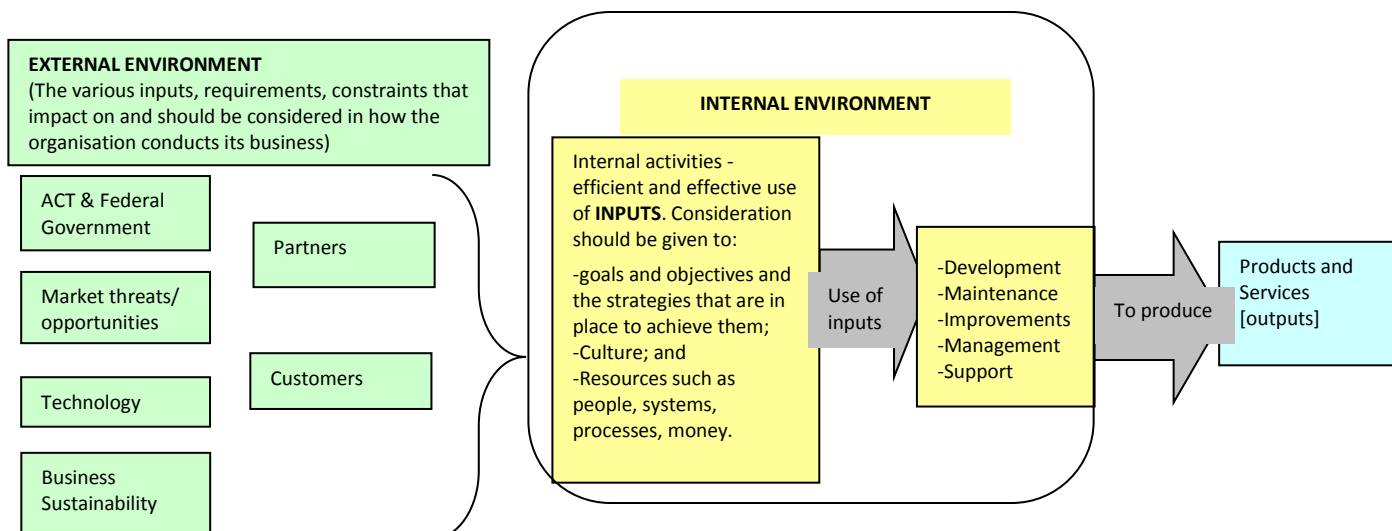 EXTERNAL ENVIRONMENT
(The various inputs, requirements, constraints that
impact on and should be considered in how the
organisation conducts its business)
ACT & Federal
Government
Market threats/
opportunities
Technology
Business
Sustainability
Partners
Customers
INTERNAL ENVIRONMENT
Internal activities -
efficient and effective use
of INPUTS. Consideration
should be given to:
-goals and objectives and
the strategies that are in
place to achieve them;
-Culture; and
-Resources such as
people, systems,
processes, money.
Use of
inputs
-Development
-Maintenance
-Improvements
-Management
-Support
To produce
Products and
Services
[outputs]